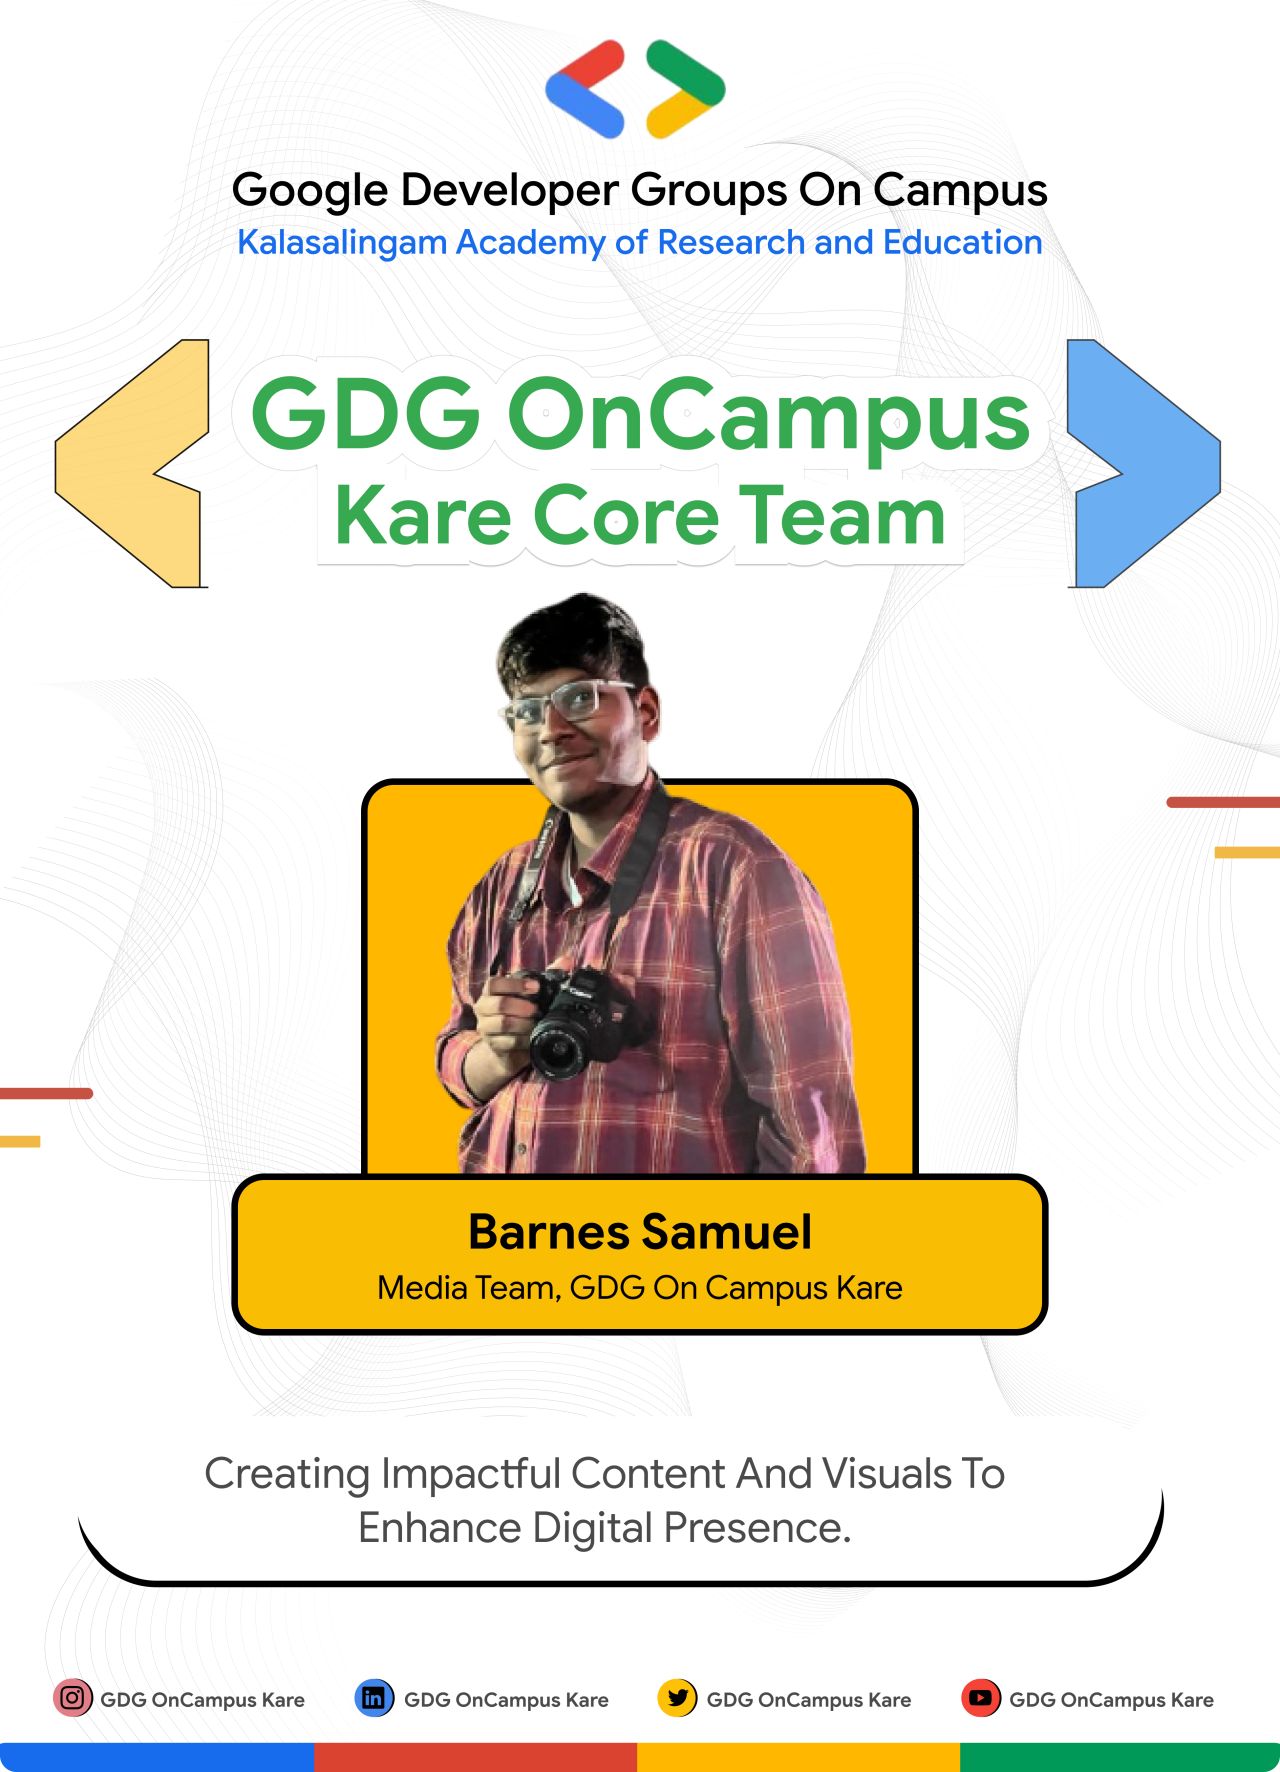 Google Developer Groups On Campus
Kalasalingam Academy of Research and Education
GDG OnCampus
Kare Core Team
Canon
Barnes Samuel
Media Team, GDG On Campus Kare
Creating Impactful Content And Visuals To
Enhance Digital Presence.
GDG OnCampus Kare
GDG OnCampus Kare
GDG OnCampus Kare
GDG OnCampus Kare